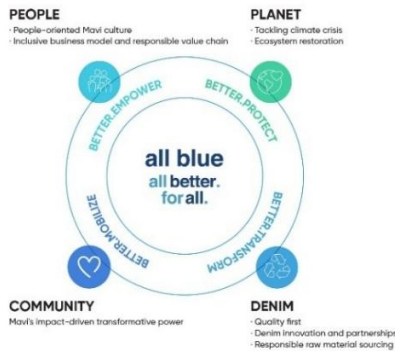 PEOPLE
· People-oriented Mavi culture
· Inclusive business model and responsible value chain
PLANET
· Tackling climate crisis
· Ecosystem restoration
BETTER.EMPOWER
BETTER.PROTECT
all blue
all better.
for all.
BETTER.MOBILIZE
BETTER.TRANSFORM
COMMUNITY
Mavi's impact-driven transformative power
DENIM
· Quality first
· Denim innovation and partnerships
· Responsible raw material sourcing